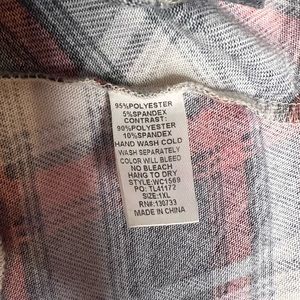 95%POLYESTER
5%SPANDEX
CONTRAST:
90%POLYESTER
10%SPANDEX
HAND WASH COLD
WASH SEPARATELY
COLOR WILL BLEED
NO BLEACH
HANG TO DRY
STYLE:WC1569
PO: TL41172
SIZE:1XL
RN#:130733
MADE IN CHINA